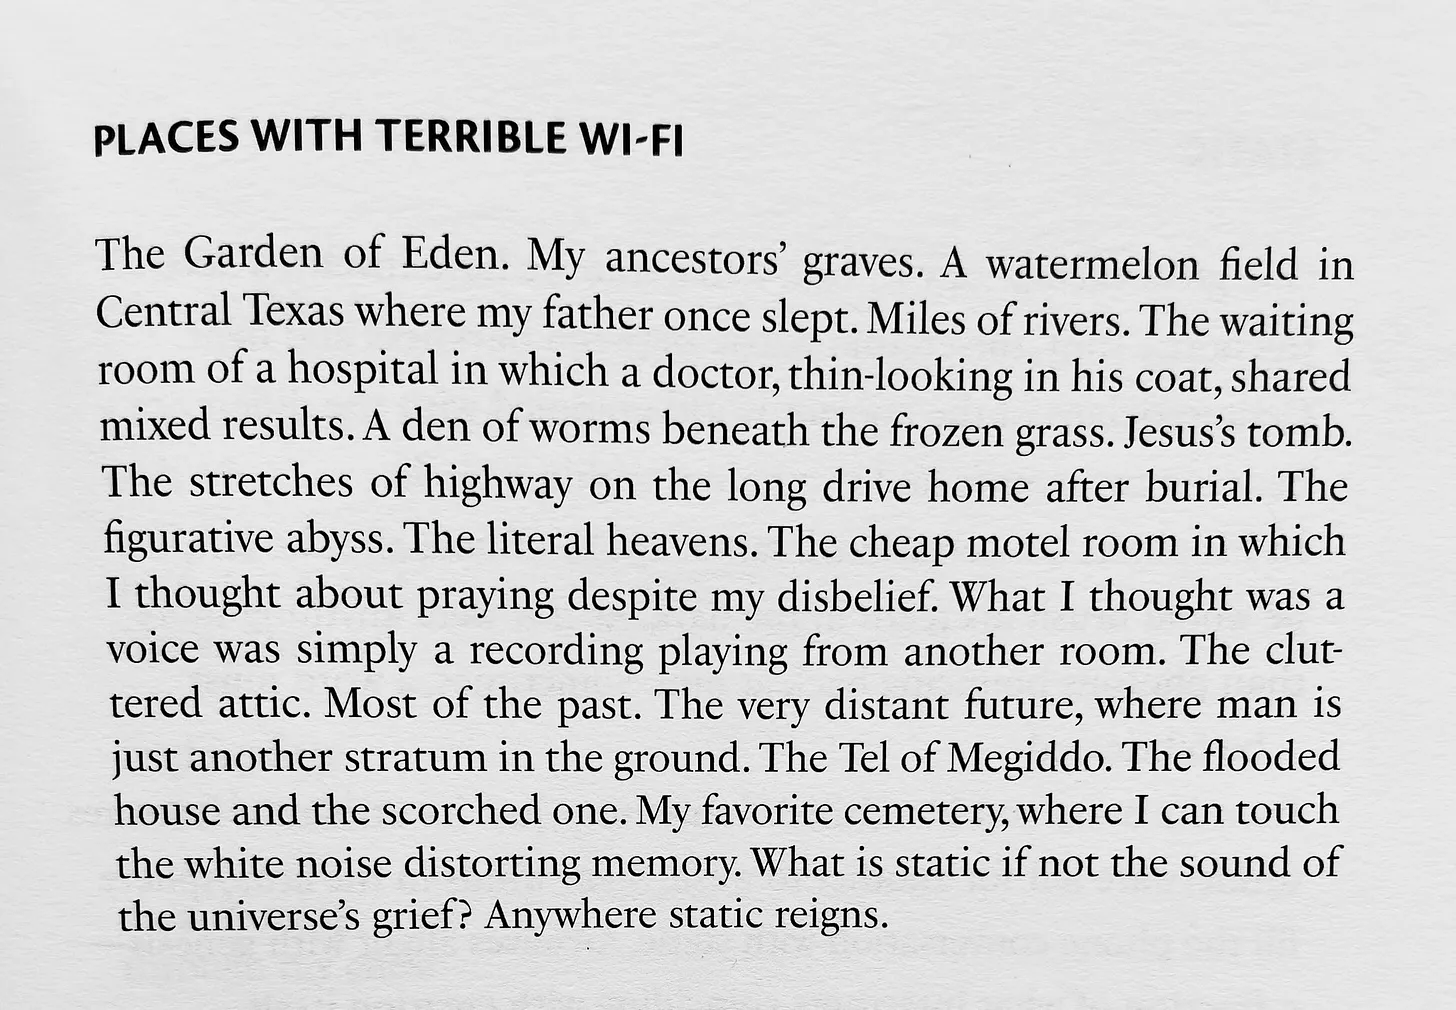 PLACES WITH TERRIBLE WI-FI
The Garden of Eden. My ancestors’ graves. A watermelon field in
Central Texas where my father once slept. Miles of rivers. The waiting
room of a hospital in which a doctor, thin-looking in his coat, shared
mixed results. A den of worms beneath the frozen grass. Jesus’s tomb.
The stretches of highway on the long drive home after burial. The
figurative abyss. The literal heavens. The cheap motel room in which
I thought about praying despite my disbelief. What I thought was a
voice was simply a recording playing from another room. The clut-
tered attic. Most of the past. The very distant future, where man is
just another stratum in the ground. The Tel of Megiddo. The flooded
house and the scorched one. My favorite cemetery, where I can touch
the white noise distorting memory. What is static if not the sound of
the universe’s grief? Anywhere static reigns.